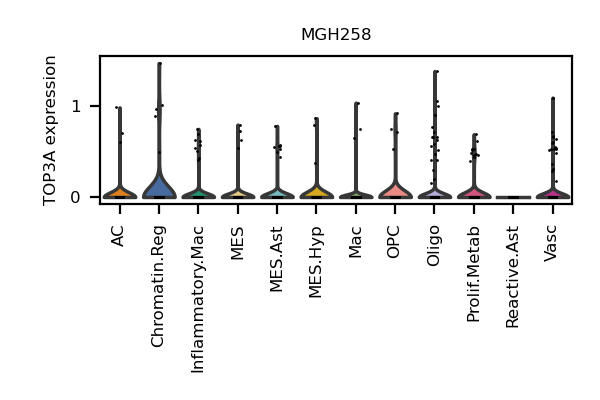 MGH258
TOP3A expression
1
0
AC
Chromatin.Reg
Inflammatory.Mac
MES
MES.Ast
MES.Hyp
Mac
OPC
Oligo
Prolif.Metab
Reactive.Ast
Vasc